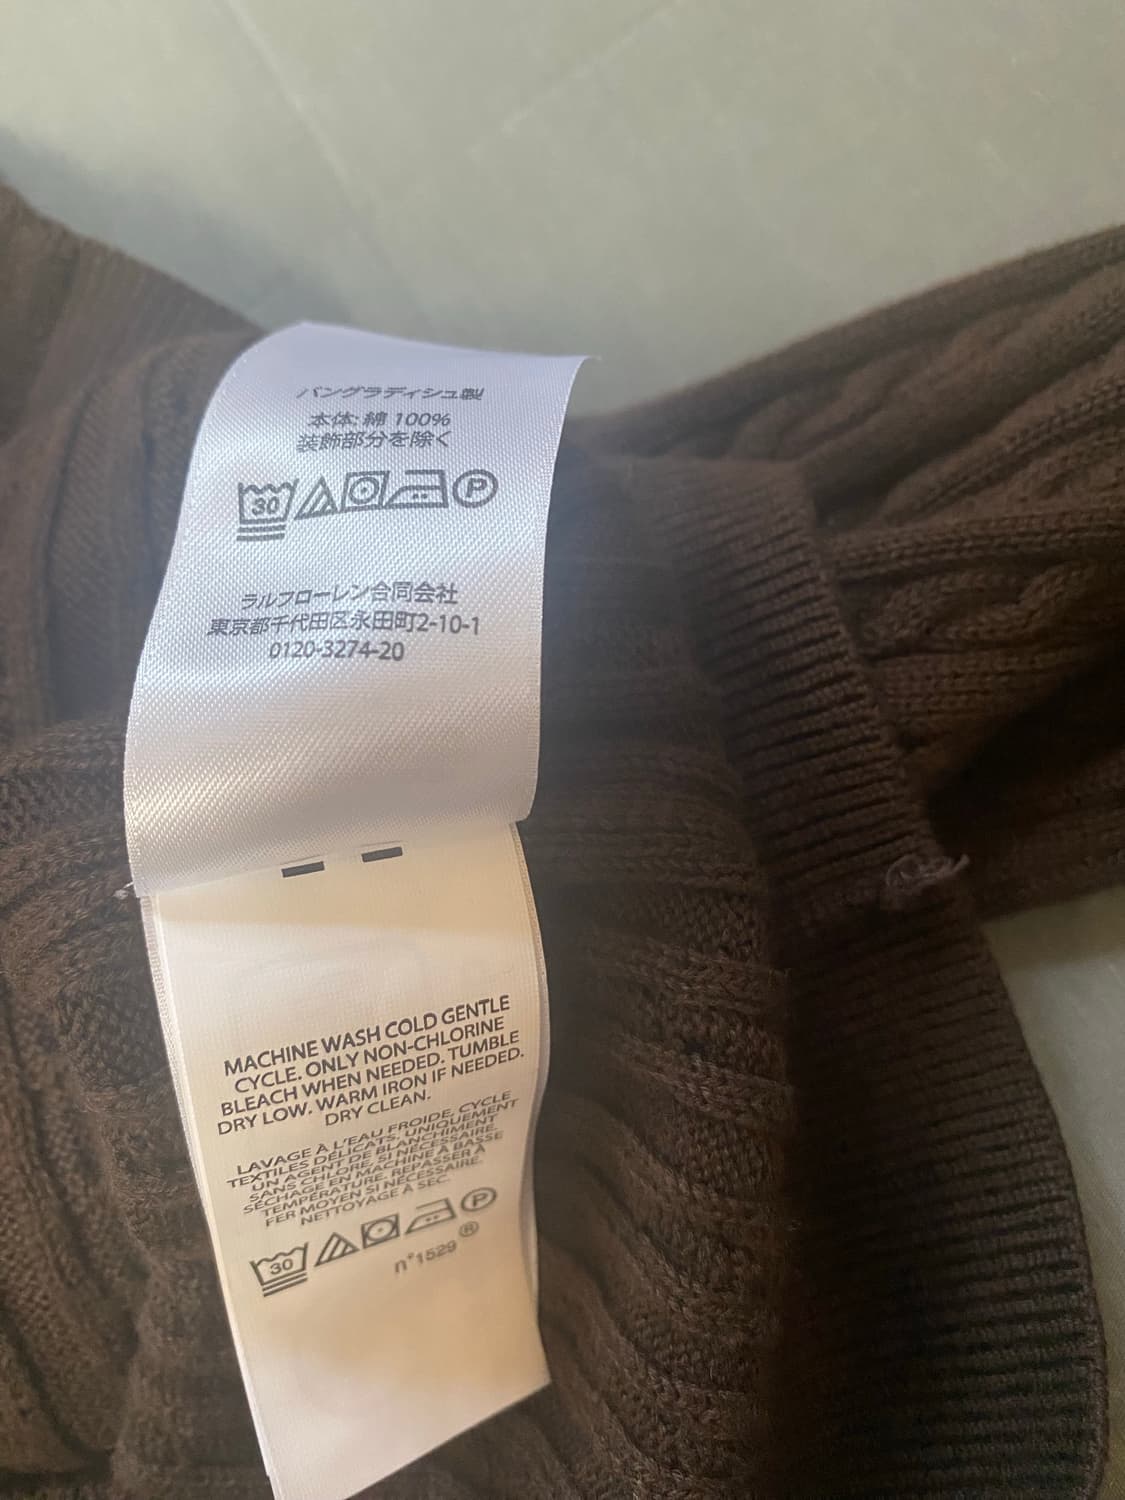 バングラディシュ製
本体: 綿 100%
装飾部分を除く
30 P
ラルフローレン合同会社
東京都千代田区永田町2-10-1
0120-3274-20
MACHINE WASH COLD GENTLE
CYCLE. ONLY NON-CHLORINE
BLEACH WHEN NEEDED. TUMBLE
DRY LOW. WARM IRON IF NEEDED.
DRY CLEAN.
LAVAGE À L'EAU FROIDE, CYCLE
TEXTILES DÉLICATS. UNIQUEMENT
UN AGENT DE BLANCHIMENT
SANS CHLORE SI NÉCESSAIRE.
SÉCHAGE EN MACHINE À BASSE
TEMPÉRATURE. REPASSER À
FER MOYEN SI NÉCESSAIRE.
NETTOYAGE À SEC.
30 P
n°1529 ®